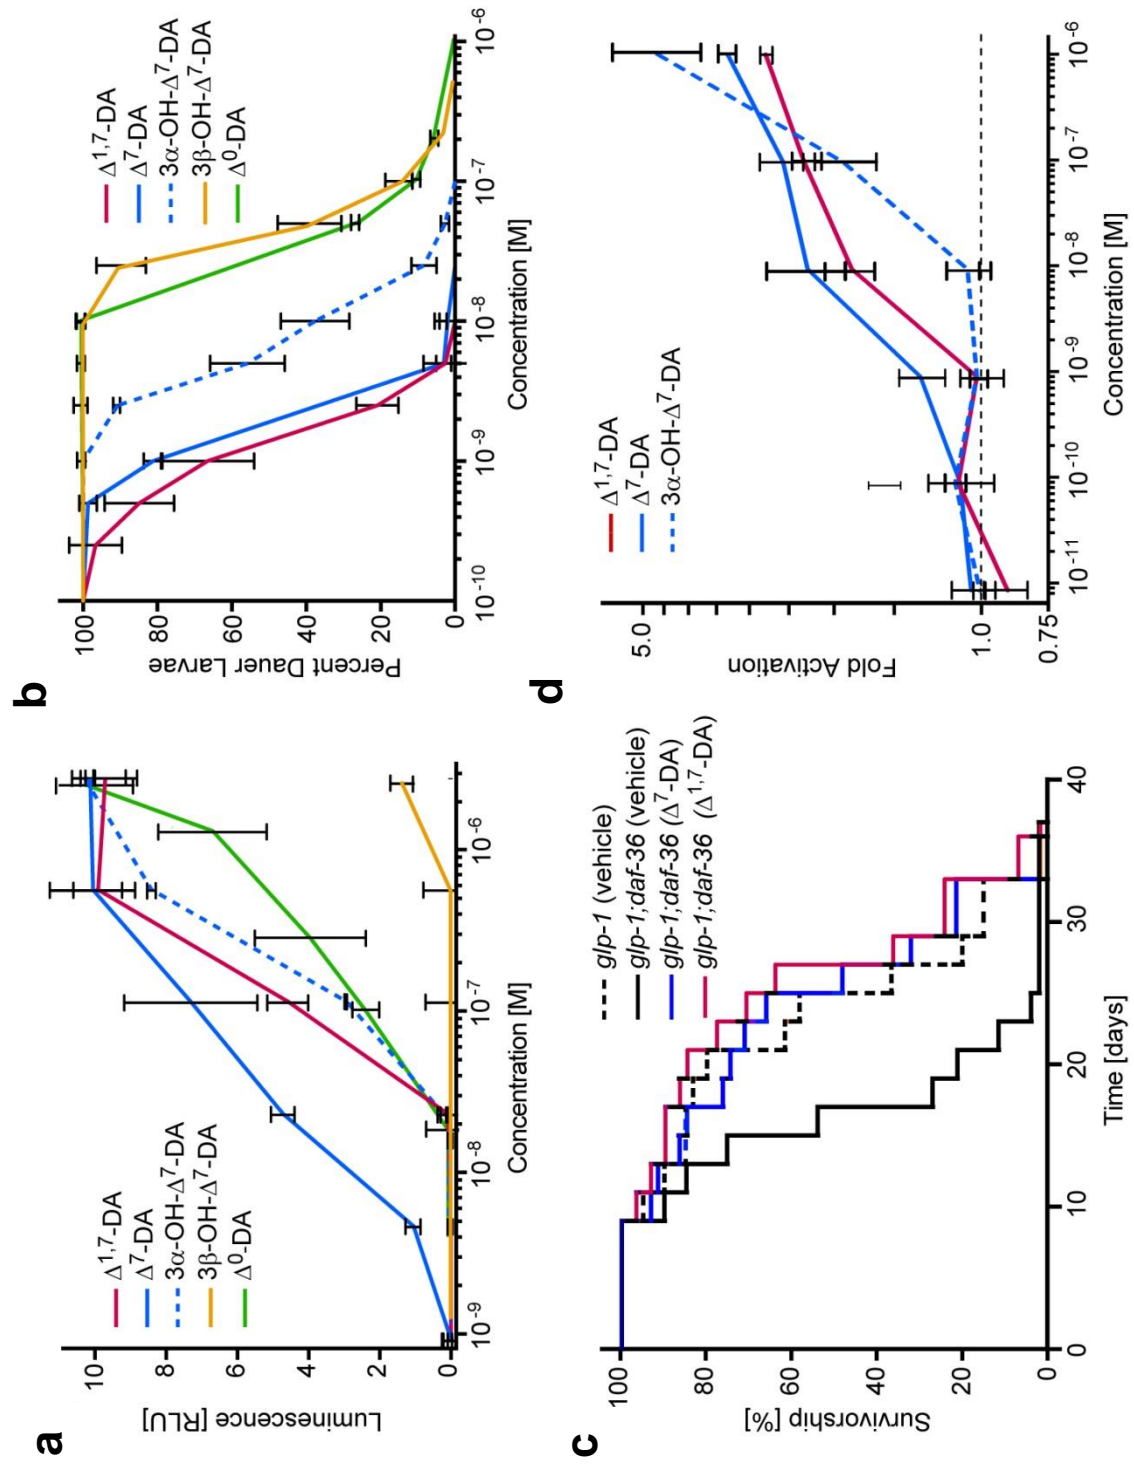 a
Luminescence [RLU]
10
8
6
4
2
0
Δ1,7-DA
Δ7-DA
3α-OH-Δ7-DA
3β-OH-Δ7-DA
Δ0-DA
10-9
10-8
10-7
10-6
Concentration [M]
b
Percent Dauer Larvae
100
80
60
40
20
0
Δ1,7-DA
Δ7-DA
3α-OH-Δ7-DA
3β-OH-Δ7-DA
Δ0-DA
10-10
10-9
10-8
10-7
10-6
Concentration [M]
c
Survivorship [%]
100
80
60
40
20
0
glp-1 (vehicle)
glp-1;daf-36 (vehicle)
glp-1;daf-36 (Δ7-DA)
glp-1;daf-36 (Δ1,7-DA)
0
10
20
30
40
Time [days]
d
Fold Activation
5.0
1.0
0.75
Δ1,7-DA
Δ7-DA
3α-OH-Δ7-DA
10-11
10-10
10-9
10-8
10-7
10-6
Concentration [M]